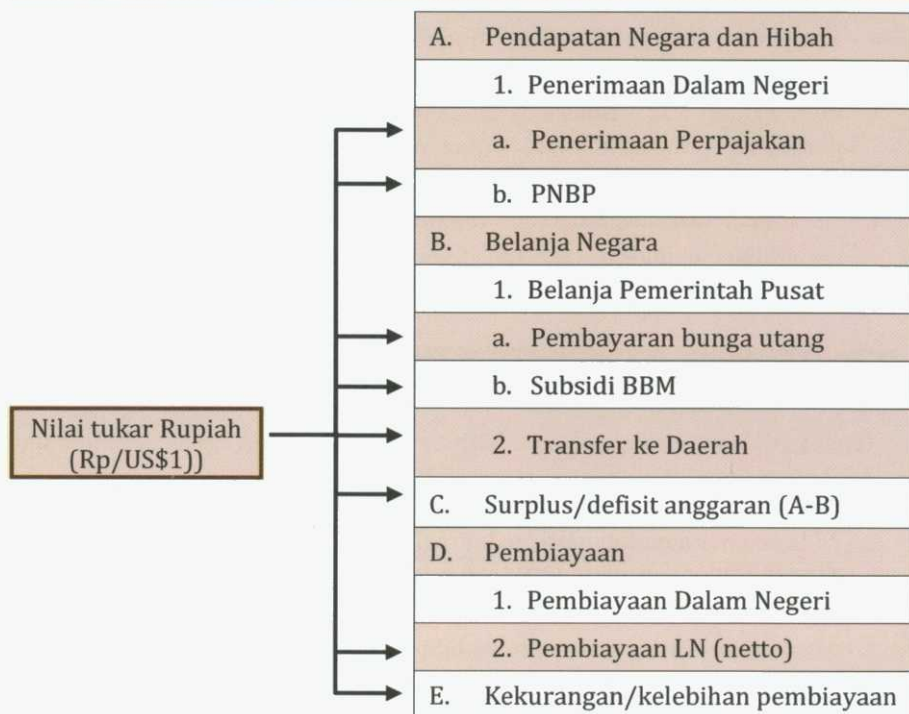 A. Pendapatan Negara dan Hibah
1. Penerimaan Dalam Negeri
a. Penerimaan Perpajakan
b. PNBP
B. Belanja Negara
1. Belanja Pemerintah Pusat
a. Pembayaran bunga utang
b. Subsidi BBM
Nilai tukar Rupiah
(Rp/US$1))
2. Transfer ke Daerah
C. Surplus/defisit anggaran (A-B)
D. Pembiayaan
1. Pembiayaan Dalam Negeri
2. Pembiayaan LN (netto)
E. Kekurangan/kelebihan pembiayaan